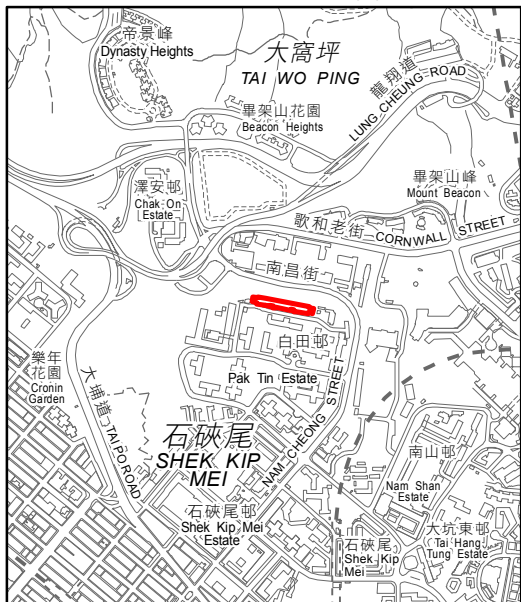 帝景峰
Dynasty Heights
大窩坪
TAI WO PING
龍翔道
LUNG CHEUNG ROAD
畢架山花園
Beacon Heights
澤安邨
Chak On
Estate
畢架山峰
Mount Beacon
歌和老街 CORNWALL STREET
南昌街
白田邨
Pak Tin Estate
NAM CHEONG STREET
樂年
花園
Cronin
Garden
大埔道 TAI PO ROAD
石硤尾
SHEK KIP
MEI
南山邨
Nam Shan
Estate
石硤尾邨
Shek Kip Mei
Estate
石硤尾
Shek Kip
Mei
大坑東邨
Tai Hang
Tung Estate